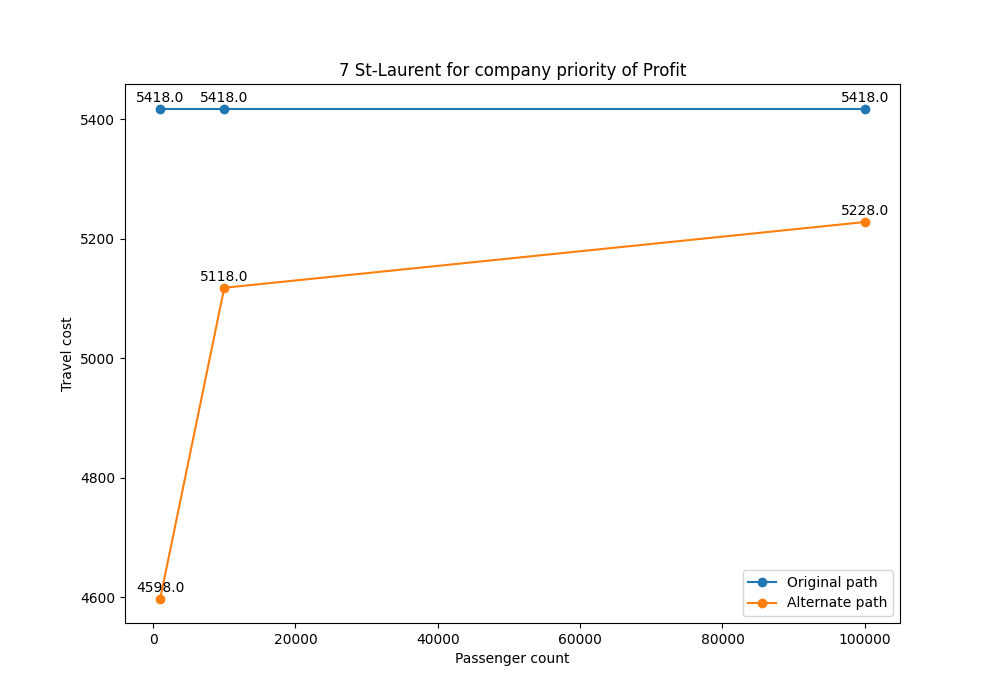 7 St-Laurent for company priority of Profit
5418.0 5418.0 5418.0
5400
5228.0
5200
5118.0
5000
4800
4598.0
4600
Travel cost
Original path
Alternate path
0 20000 40000 60000 80000 100000
Passenger count